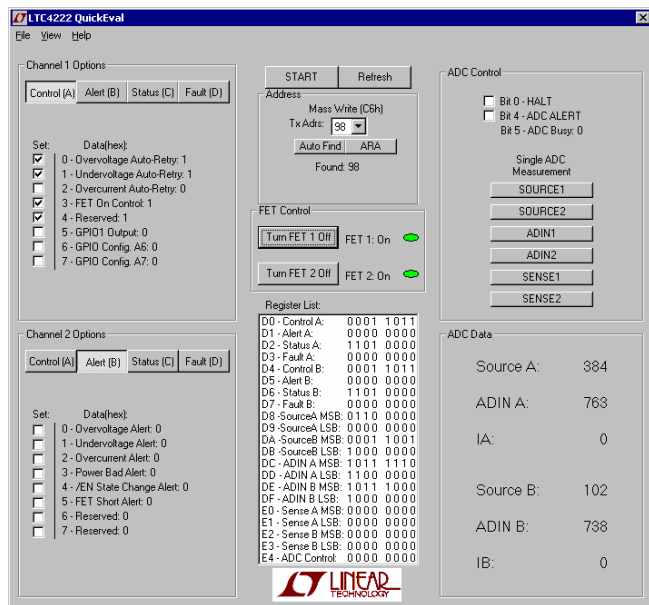 LTC4222 QuickEval
File View Help
Channel 1 Options
Control (A) Alert (B) Status (C) Fault (D)
Set: Data(hex):
0 - Overvoltage Auto-Retry: 1
1 - Undervoltage Auto-Retry: 1
2 - Overcurrent Auto-Retry: 0
3 - FET On Control: 1
4 - Reserved: 1
5 - GPIO1 Output: 0
6 - GPIO Config. A6: 0
7 - GPIO Config. A7: 0
Channel 2 Options
Control (A) Alert (B) Status (C) Fault (D)
Set: Data(hex):
0 - Overvoltage Alert: 0
1 - Undervoltage Alert: 0
2 - Overcurrent Alert: 0
3 - Power Bad Alert: 0
4 - /EN State Change Alert: 0
5 - FET Short Alert: 0
6 - Reserved: 0
7 - Reserved: 0
START Refresh
Address
Mass Write (C6h)
Tx Adrs: 98
Auto Find ARA
Found: 98
FET Control
Turn FET 1 Off FET 1: On
Turn FET 2 Off FET 2: On
Register List:
D0 - Control A: 0001 1011
D1 - Alert A: 0000 0000
D2 - Status A: 1101 0000
D3 - Fault A: 0000 0000
D4 - Control B: 0001 1011
D5 - Alert B: 0000 0000
D6 - Status B: 1101 0000
D7 - Fault B: 0000 0000
D8 -SourceA MSB: 0110 0000
D9 -SourceA LSB: 0000 0000
DA -SourceB MSB: 0001 1001
DB -SourceB LSB: 1000 0000
DC - ADIN A MSB: 1011 1110
DD - ADIN A LSB: 1100 0000
DE - ADIN B MSB: 1011 1000
DF - ADIN B LSB: 1000 0000
E0 - Sense A MSB: 0000 0000
E1 - Sense A LSB: 0000 0000
E2 - Sense B MSB: 0000 0000
E3 - Sense B LSB: 0000 0000
E4 - ADC Control: 0000 0000
LINEAR
TECHNOLOGY
ADC Control
Bit 0 - HALT
Bit 4 - ADC ALERT
Bit 5 - ADC Busy: 0
Single ADC
Measurement
SOURCE1
SOURCE2
ADIN1
ADIN2
SENSE1
SENSE2
ADC Data
Source A: 384
ADIN A: 763
IA: 0
Source B: 102
ADIN B: 738
IB: 0